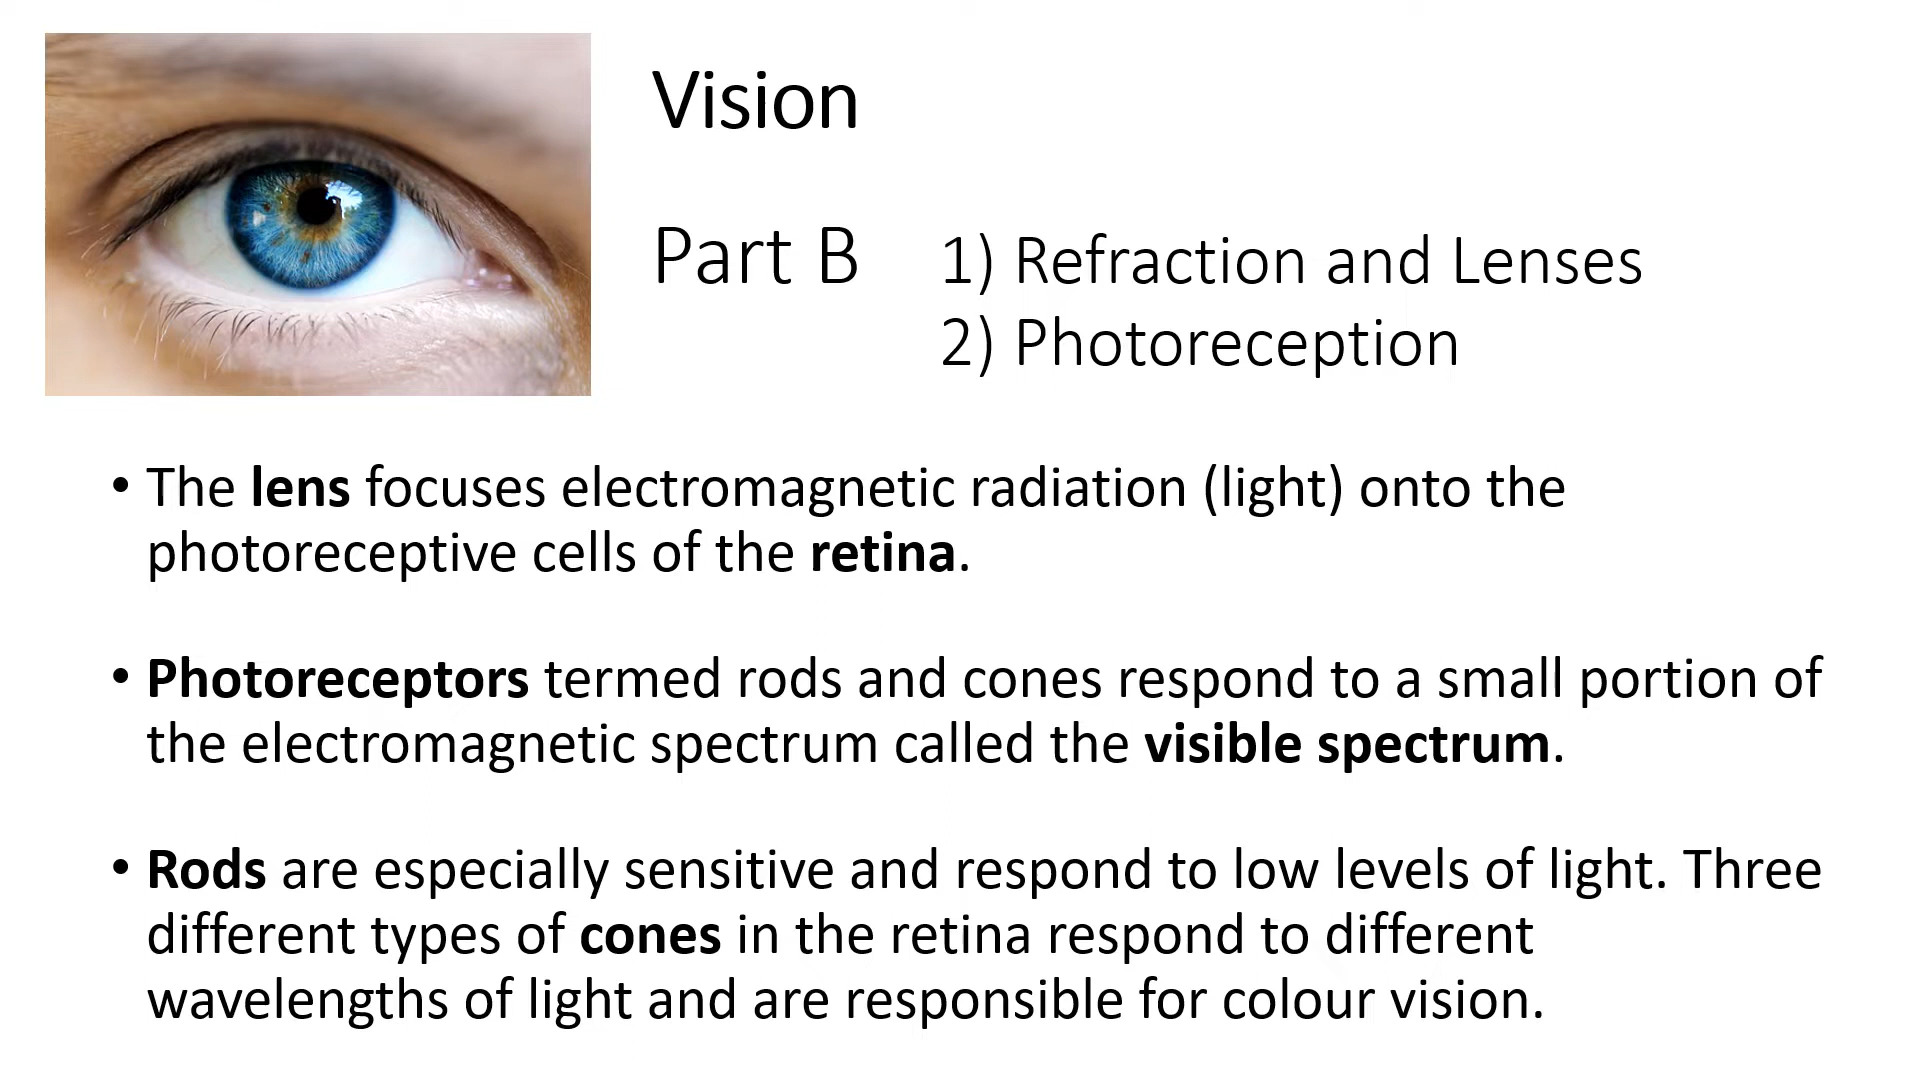 Vision
Part B
1) Refraction and Lenses
2) Photoreception
• The lens focuses electromagnetic radiation (light) onto the
photoreceptive cells of the retina.
• Photoreceptors termed rods and cones respond to a small portion of
the electromagnetic spectrum called the visible spectrum.
• Rods are especially sensitive and respond to low levels of light. Three
different types of cones in the retina respond to different
wavelengths of light and are responsible for colour vision.